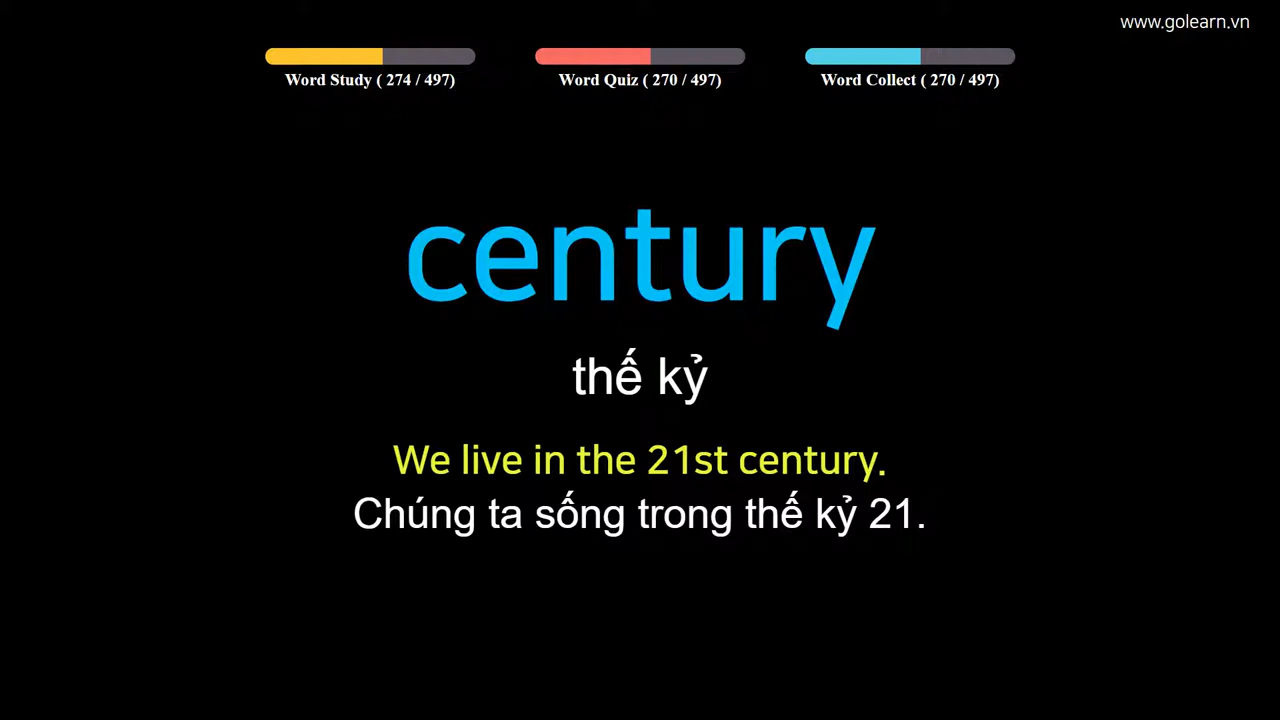 www.golearn.vn
Word Study ( 274 / 497)
Word Quiz ( 270 / 497)
Word Collect ( 270 / 497)
century
thế kỷ
We live in the 21st century.
Chúng ta sống trong thế kỷ 21.